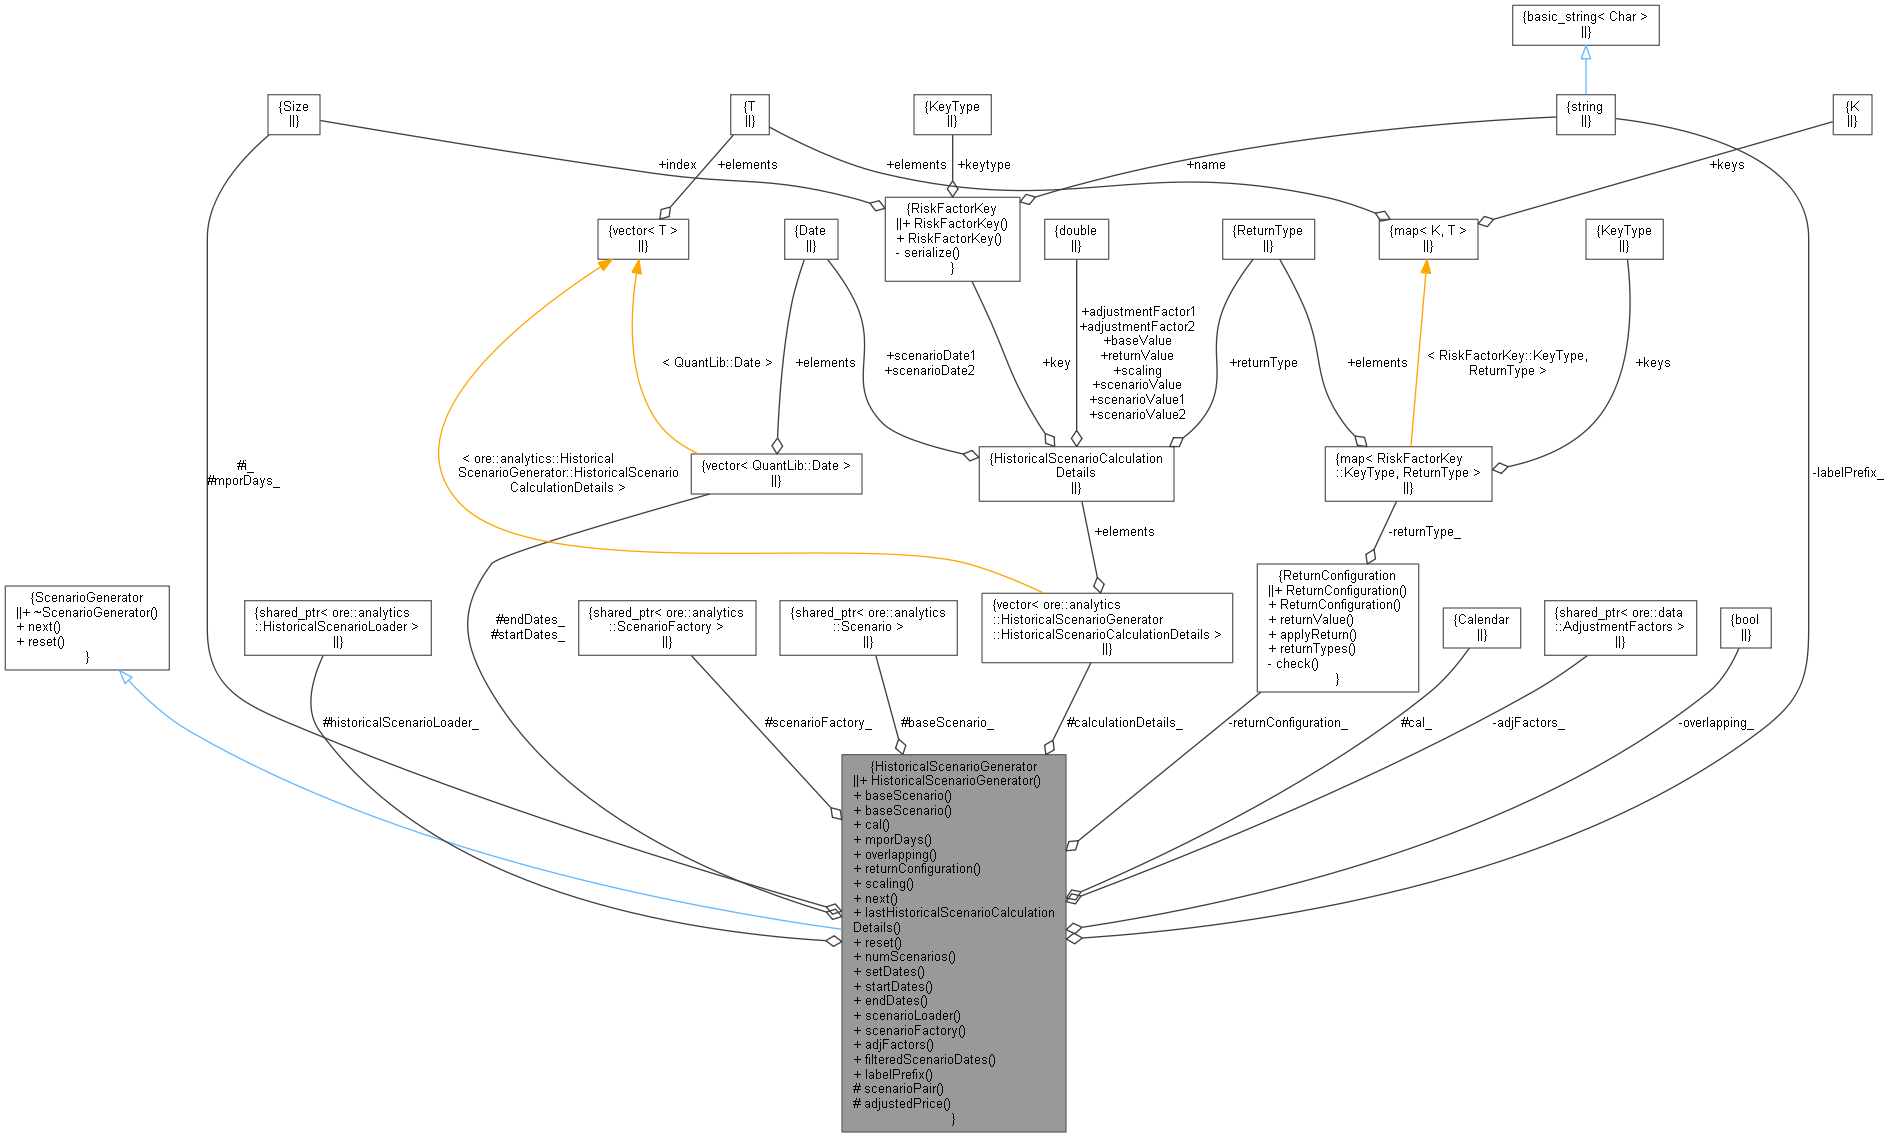 {basic_string< Char >
||}
{Size
||}
{T
||}
{KeyType
||}
{string
||}
{K
||}
+index
+elements
+elements
+keytype
+name
+keys
{vector< T >
||}
{Date
||}
{RiskFactorKey
||+ RiskFactorKey()
+ RiskFactorKey()
- serialize()
}
{double
||}
{ReturnType
||}
{map< K, T >
||}
{KeyType
||}
< QuantLib::Date >
+elements
+scenarioDate1
+scenarioDate2
+key
+adjustmentFactor1
+adjustmentFactor2
+baseValue
+returnValue
+scaling
+scenarioValue
+scenarioValue1
+scenarioValue2
+returnType
+elements
< RiskFactorKey::KeyType,
ReturnType >
+keys
#i_
#mporDays_
< ore::analytics::Historical
ScenarioGenerator::HistoricalScenario
CalculationDetails >
{vector< QuantLib::Date >
||}
{HistoricalScenarioCalculation
Details
||}
{map< RiskFactorKey
::KeyType, ReturnType >
||}
-labelPrefix_
+elements
-returnType_
{ScenarioGenerator
||+ ~ScenarioGenerator()
+ next()
+ reset()
}
{shared_ptr< ore::analytics
::HistoricalScenarioLoader >
||}
#endDates_
#startDates_
{shared_ptr< ore::analytics
::ScenarioFactory >
||}
{shared_ptr< ore::analytics
::Scenario >
||}
{vector< ore::analytics
::HistoricalScenarioGenerator
::HistoricalScenarioCalculationDetails >
||}
{ReturnConfiguration
||+ ReturnConfiguration()
+ ReturnConfiguration()
+ returnValue()
+ applyReturn()
+ returnTypes()
- check()
}
{Calendar
||}
{shared_ptr< ore::data
::AdjustmentFactors >
||}
{bool
||}
#historicalScenarioLoader_
#scenarioFactory_
#baseScenario_
#calculationDetails_
-returnConfiguration_
#cal_
-adjFactors_
-overlapping_
{HistoricalScenarioGenerator
||+ HistoricalScenarioGenerator()
+ baseScenario()
+ baseScenario()
+ cal()
+ mporDays()
+ overlapping()
+ returnConfiguration()
+ scaling()
+ next()
+ lastHistoricalScenarioCalculation
Details()
+ reset()
+ numScenarios()
+ setDates()
+ startDates()
+ endDates()
+ scenarioLoader()
+ scenarioFactory()
+ adjFactors()
+ filteredScenarioDates()
+ labelPrefix()
# scenarioPair()
# adjustedPrice()
}